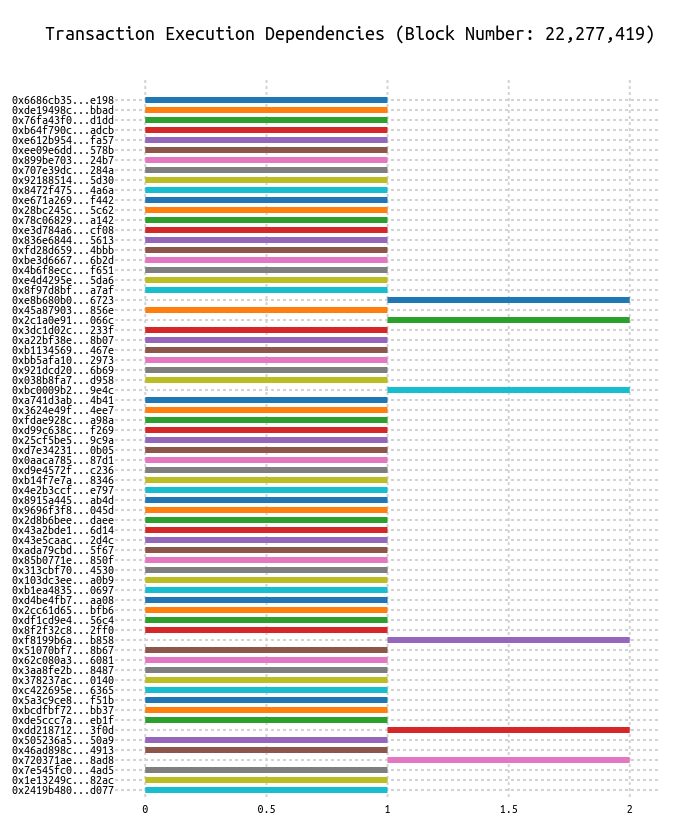 Transaction Execution Dependencies (Block Number: 22,277,419)
0x6686cb35...e198
0xde19498c...bbad
0x76fa43f0...d1dd
0xb64f790c...adcb
0xe612b954...fa57
0xee09e6dd...578b
0x899be703...24b7
0x707e39dc...284a
0x92188514...5d30
0x8472f475...4a6a
0xe671a269...f442
0x28bc245c...5c62
0x78c06829...a142
0xe3d784a6...cf08
0x836e6844...5613
0xfd28d659...4bbb
0xbe3d6667...6b2d
0x4b6f8ecc...f651
0xe4d4295e...5da6
0x8f97d8bf...a7af
0xe8b680b0...6723
0x45a87903...856e
0x2c1a0e91...066c
0x3dc1d02c...233f
0xa22bf38e...8b07
0xb1134569...467e
0xbb5afa10...2973
0x921dcd20...6b69
0x038b8fa7...d958
0xbc0009b2...9e4c
0xa741d3ab...4b41
0x3624e49f...4ee7
0xfdae928c...a98a
0xd99c638c...f269
0x25cf5be5...9c9a
0xd7e34231...0b05
0x0aaca785...87d1
0xd9e4572f...c236
0xb14f7e7a...8346
0x4e2b3ccf...e797
0x8915a445...ab4d
0x9696f3f8...045d
0x2d8b6bee...daee
0x43a2bde1...6d14
0x43e5caac...2d4c
0xada79cbd...5f67
0x85b0771e...850f
0x313cbf70...4530
0x103dc3ee...a0b9
0xb1ea4835...0697
0xd4be4fb7...aa08
0x2cc61d65...bfb6
0xdf1cd9e4...56c4
0x8f2f32c8...2ff0
0xf8199b6a...b858
0x51070bf7...8b67
0x62c080a3...6081
0x3aa8fe2b...8487
0x378237ac...0140
0xc422695e...6365
0x5a3c9ce8...f51b
0xbcdfbf72...bb37
0xde5ccc7a...eb1f
0xdd218712...3f0d
0x505236a5...50a9
0x46ad898c...4913
0x720371ae...8ad8
0x7e545fc0...4ad5
0x1e13249c...82ac
0x2419b480...d077
0 0.5 1 1.5 2